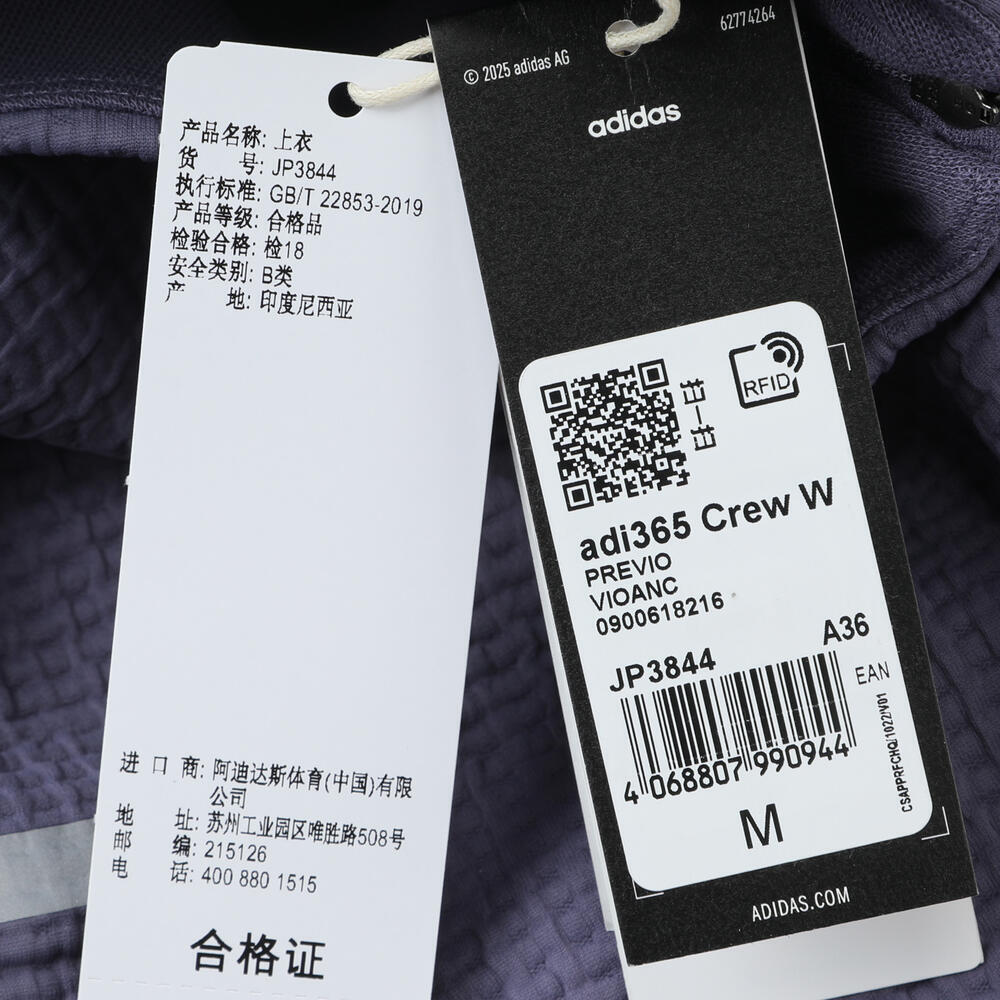 产品名称: 上衣
货 号: JP3844
执行标准: GB/T 22853-2019
产品等级: 合格品
检验合格: 检18
安全类别: B类
产 地: 印度尼西亚
进 口 商: 阿迪达斯体育(中国)有限
公司
地 址: 苏州工业园区唯胜路508号
邮 编: 215126
电 话: 400 880 1515
合格证
62774264
© 2025 adidas AG
adidas
RFID
adi365 Crew W
PREVIO
VIOANC
0900618216
JP3844
A36
EAN
4 068807 990944
CSAPPRFCHQ/1022/V01
M
ADIDAS.COM